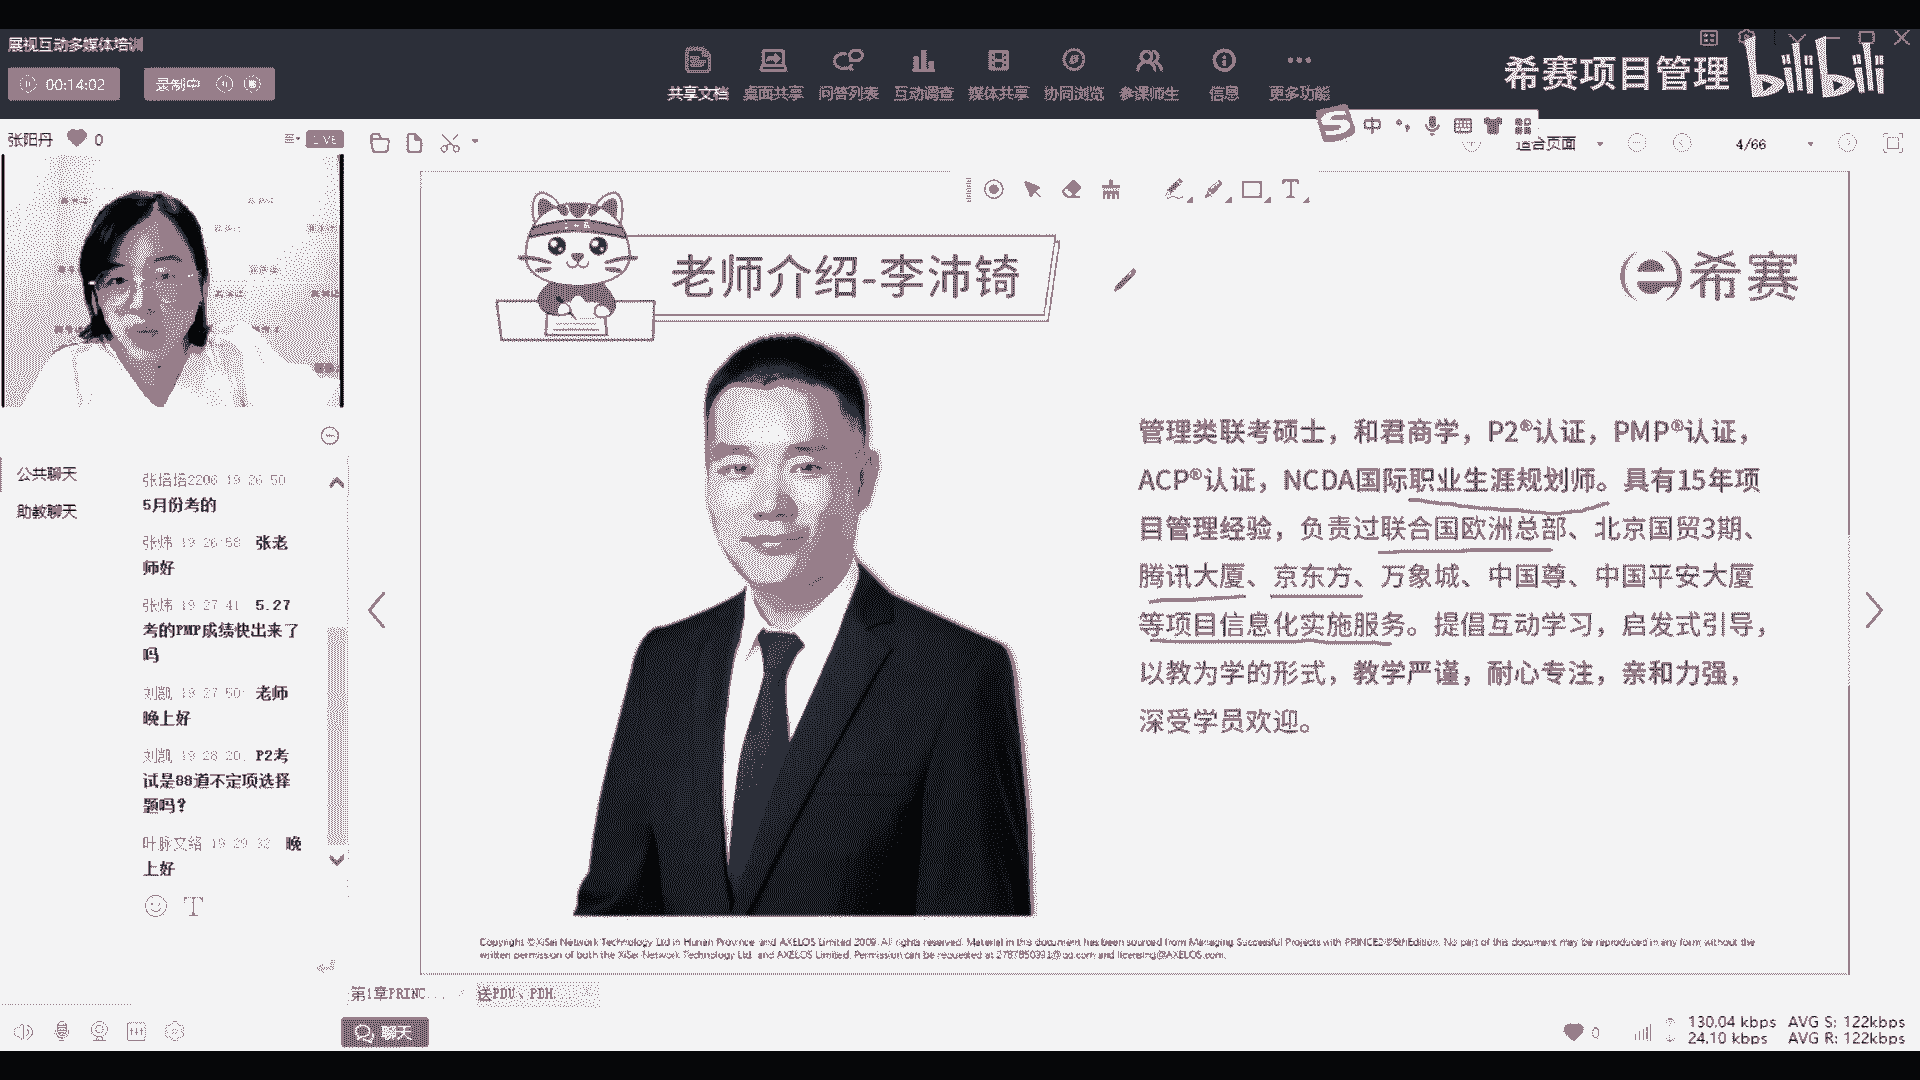 展视互动多媒体培训
00:14:02
录制中
共享文档 桌面共享 问答列表 互动调查 媒体共享 协同浏览 参课师生 信息 更多功能
希赛项目管理 bilibili
张阳丹 0
LIVE
中
适合页面
4/66
老师介绍-李沛锜
希赛
管理类联考硕士，和君商学，P2®认证，PMP®认证，
ACP®认证，NCDA国际职业生涯规划师。具有15年项
目管理经验，负责过联合国欧洲总部、北京国贸3期、
腾讯大厦、京东方、万象城、中国尊、中国平安大厦
等项目信息化实施服务。提倡互动学习，启发式引导，
以教为学的形式，教学严谨，耐心专注，亲和力强，
深受学员欢迎。
公共聊天
助教聊天
2206 19:26:50
5月份考的
张炜 19:26:58 张老
师好
张炜 19:27:41 5.27
考的PMP成绩快出来了
吗
刘凯 19:27:50 老师
晚上好
刘凯 19:28:20 P2考
试是88道不定项选择
题吗？
叶脉文络 19:29:32 晚
上好
Copyright © XiSai Network Technology Ltd in Hunan Province and AXELOS Limited 2009. All rights reserved. Material in this document has been sourced from Managing Successful Projects with PRINCE2®6thEdition. No part of this document may be reproduced in any form without the
written permission of both the XiSai Network Technology Ltd. and AXELOS Limited. Permission can be requested at 2787850391@qq.com and licensing@AXELOS.com.
第1章PRINC... 送PDU、PDH.
聊天
0
130.04 kbps AVG S: 122kbps
24.10 kbps AVG R: 122kbps